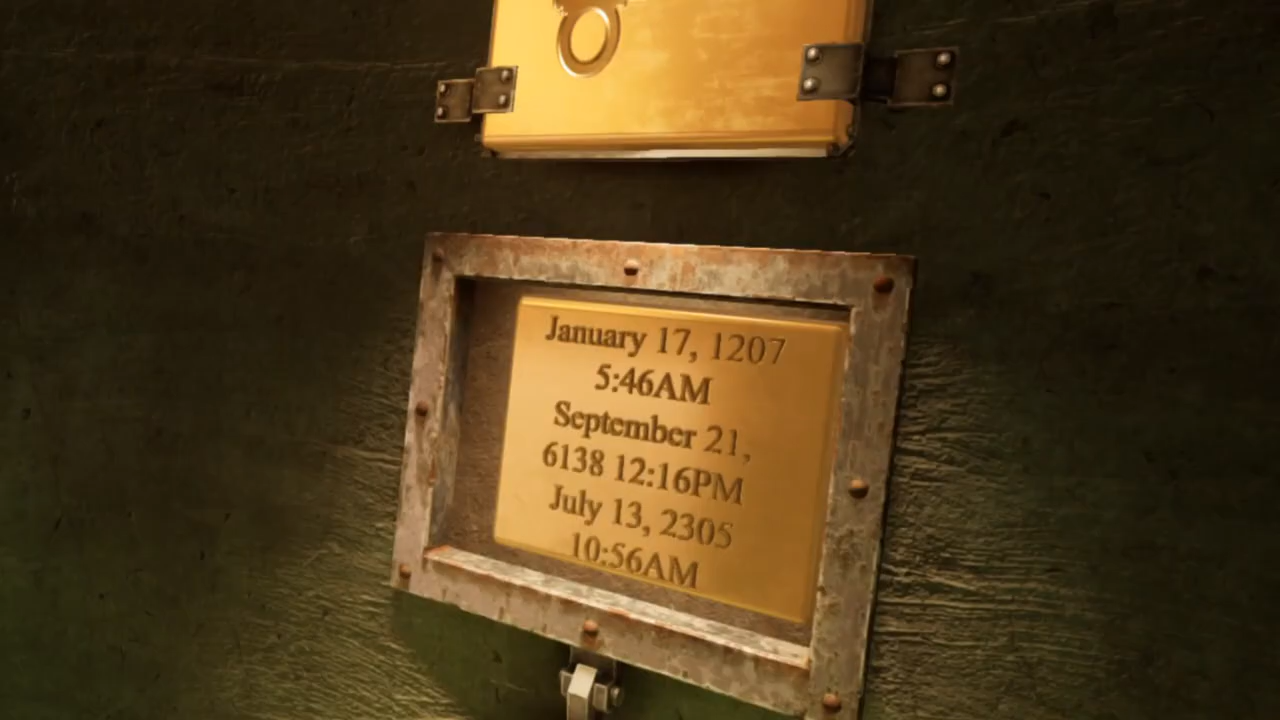 January 17, 1207
5:46AM
September 21,
6138 12:16PM
July 13, 2305
10:56AM